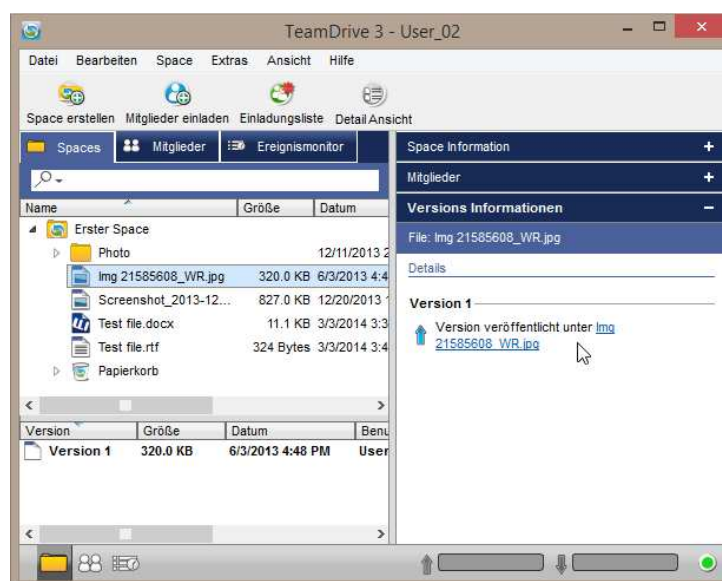 TeamDrive 3 - User_02
Datei Bearbeiten Space Extras Ansicht Hilfe
Space erstellen Mitglieder einladen Einladungsliste Detail Ansicht
Spaces Mitglieder Ereignismonitor
Name Größe Datum
Erster Space
Photo 12/11/2013 2
Img 21585608_WR.jpg 320.0 KB 6/3/2013 4:4
Screenshot_2013-12... 827.0 KB 12/20/2013 1
Test file.docx 11.1 KB 3/3/2014 3:3
Test file.rtf 324 Bytes 3/3/2014 3:4
Papierkorb
Version Größe Datum Benu
Version 1 320.0 KB 6/3/2013 4:48 PM User
Space Information +
Mitglieder +
Versions Informationen –
File: Img 21585608_WR.jpg
Details
Version 1
Version veröffentlicht unter Img
21585608_WR.jpg